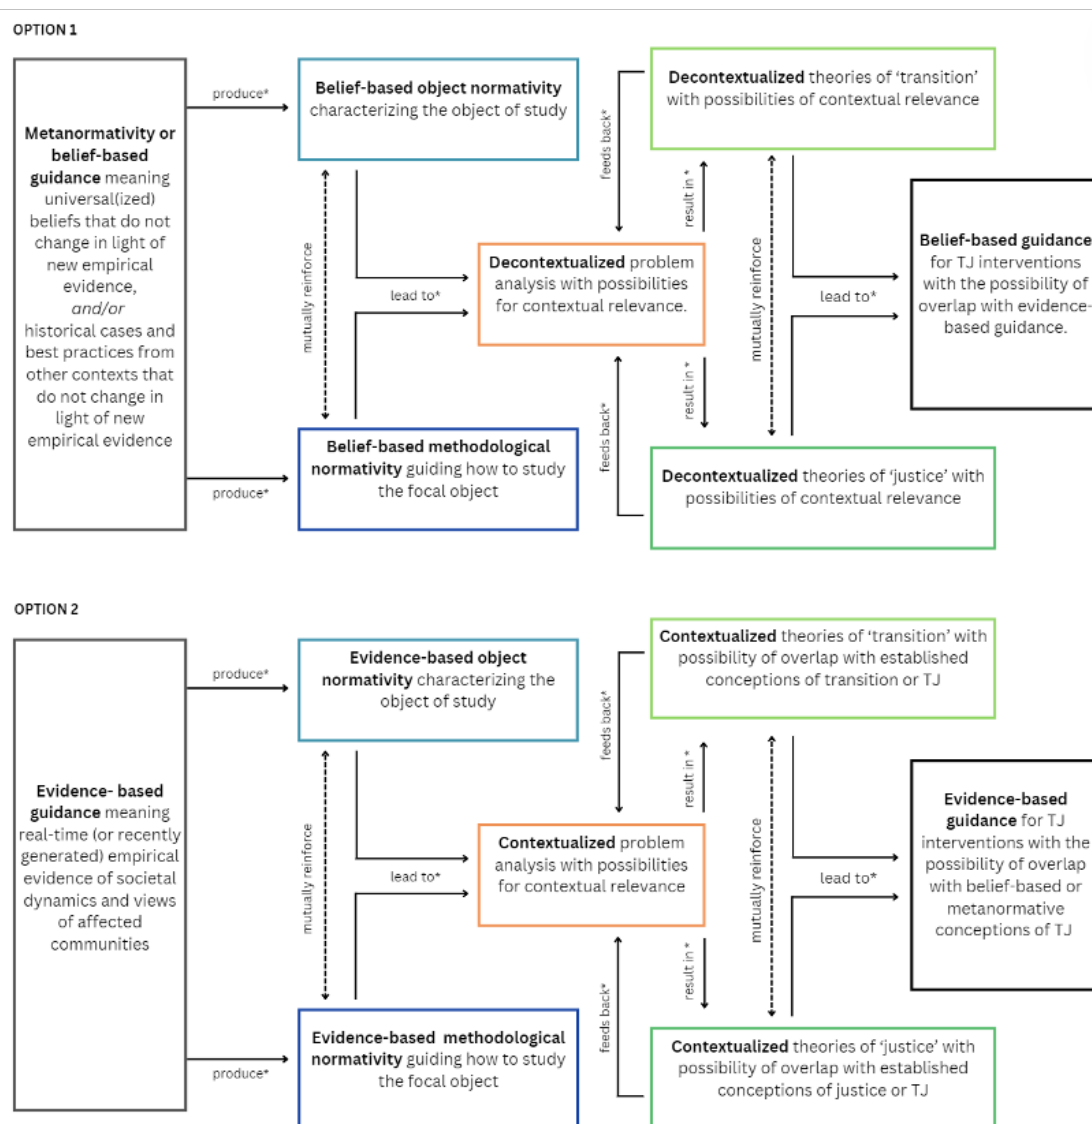 OPTION 1
Metanormativity or
belief-based
guidance meaning
universal(ized)
beliefs that do not
change in light of
new empirical
evidence,
and/or
historical cases and
best practices from
other contexts that
do not change in
light of new
empirical evidence
produce*
produce*
Belief-based object normativity
characterizing the object of study
mutually reinforce
Belief-based methodological
normativity guiding how to study
the focal object
lead to*
Decontextualized problem
analysis with possibilities
for contextual relevance.
feeds back*
result in *
feeds back*
result in *
Decontextualized theories of ‘transition’
with possibilities of contextual relevance
mutually reinforce
Decontextualized theories of ‘justice’ with
possibilities of contextual relevance
lead to*
Belief-based guidance
for TJ interventions
with the possibility of
overlap with evidence-
based guidance.
OPTION 2
Evidence- based
guidance meaning
real-time (or recently
generated) empirical
evidence of societal
dynamics and views
of affected
communities
produce*
produce*
Evidence-based object
normativity characterizing the
object of study
mutually reinforce
Evidence-based methodological
normativity guiding how to study
the focal object
lead to*
Contextualized problem
analysis with possibilities
for contextual relevance
feeds back*
result in *
feeds back*
result in *
Contextualized theories of ‘transition’ with
possibility of overlap with established
conceptions of transition or TJ
mutually reinforce
Contextualized theories of ‘justice’ with
possibility of overlap with established
conceptions of justice or TJ
lead to*
Evidence-based
guidance for TJ
interventions with the
possibility of overlap
with belief-based or
metanormative
conceptions of TJ